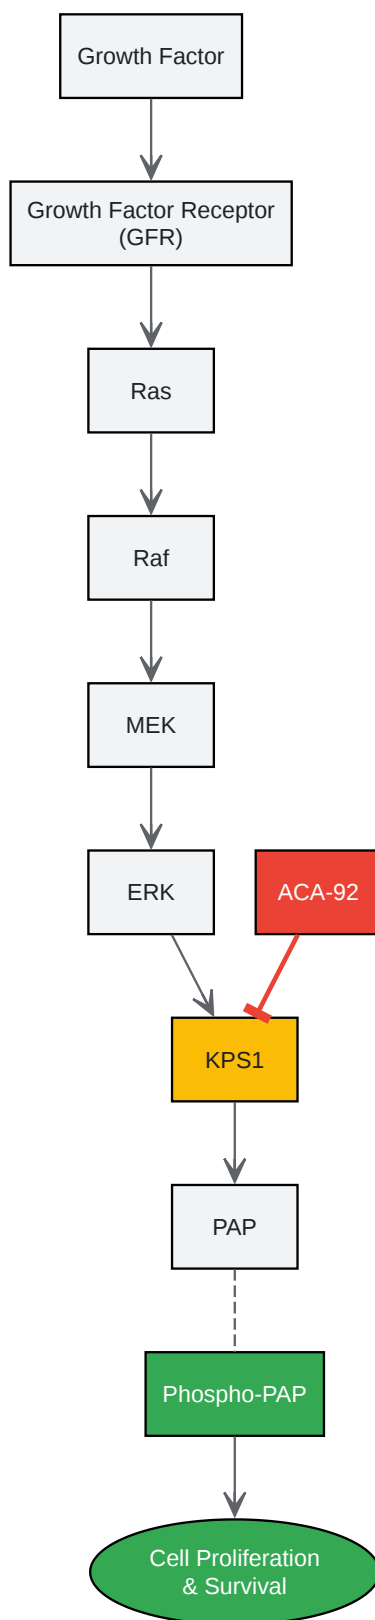 Growth Factor
Growth Factor Receptor
(GFR)
Ras
Raf
MEK
ERK
ACA-92
KPS1
PAP
Phospho-PAP
Cell Proliferation
& Survival